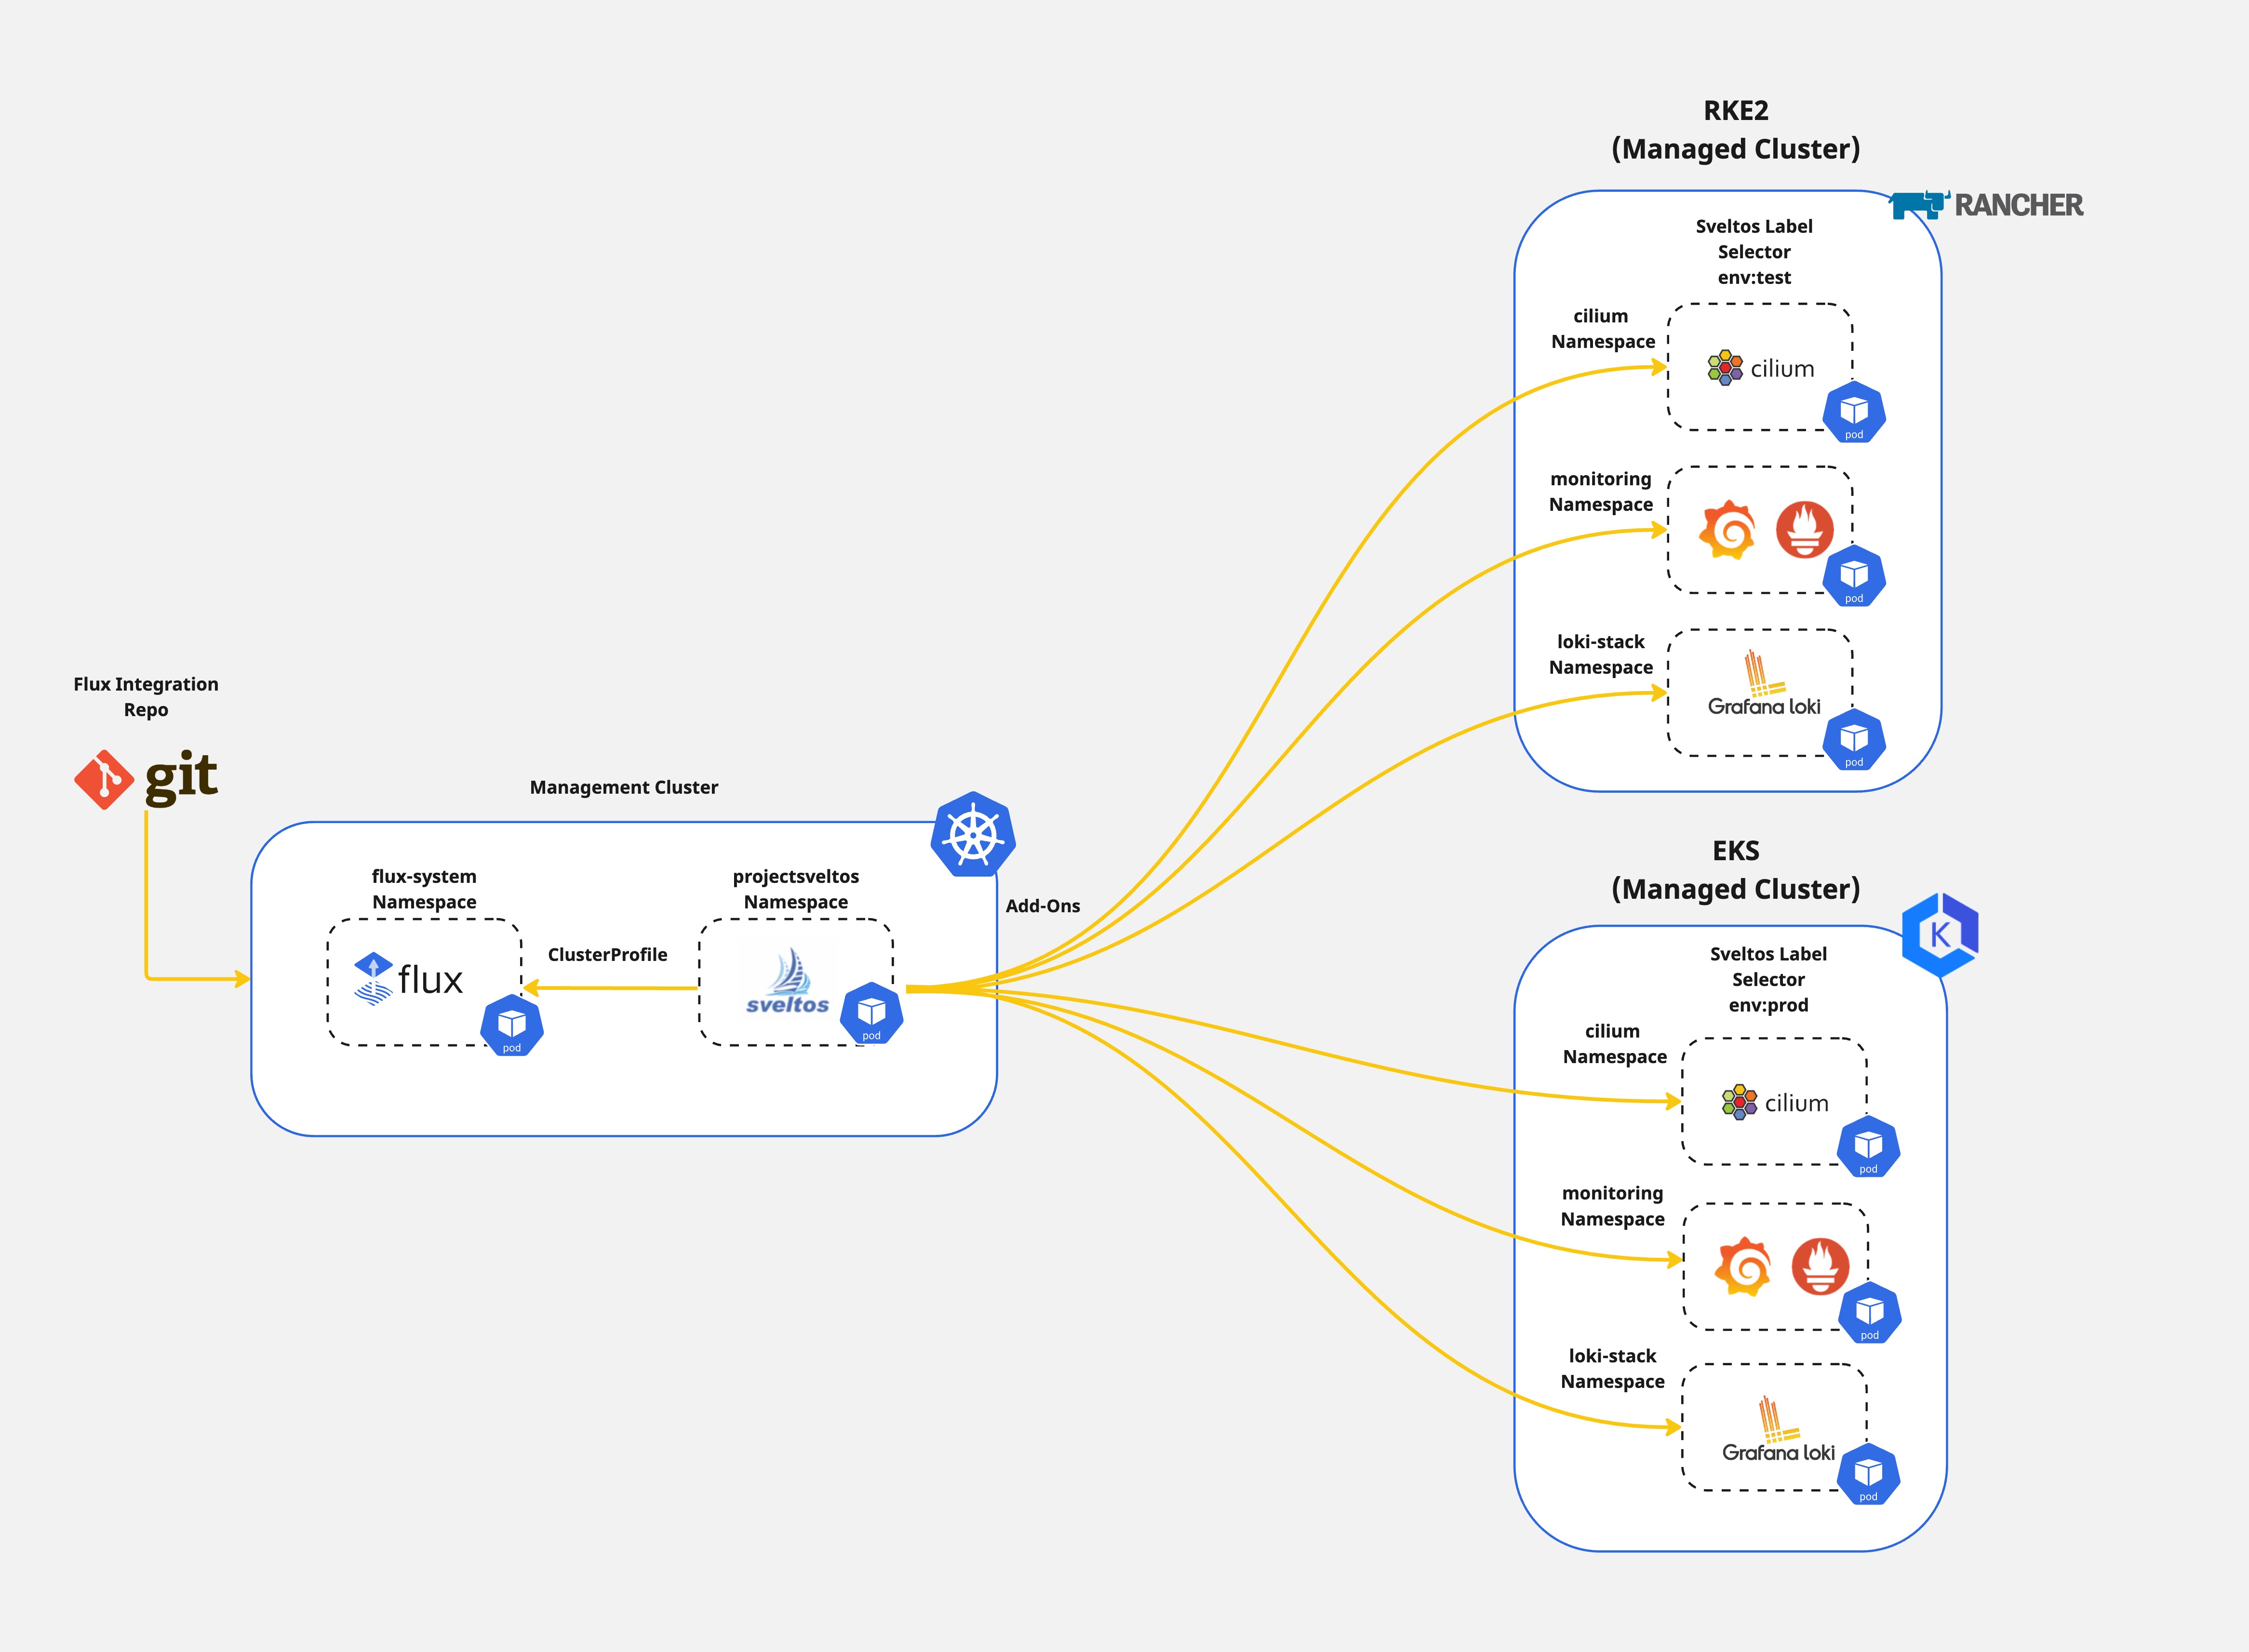 RKE2
(Managed Cluster)
RANCHER
Sveltos Label
Selector
env:test
cilium
Namespace
cilium
pod
monitoring
Namespace
pod
loki-stack
Namespace
Grafana loki
pod
Flux Integration
Repo
git
Management Cluster
flux-system
Namespace
flux
pod
ClusterProfile
projectsveltos
Namespace
sveltos
pod
Add-Ons
EKS
(Managed Cluster)
K
Sveltos Label
Selector
env:prod
cilium
Namespace
cilium
pod
monitoring
Namespace
pod
loki-stack
Namespace
Grafana loki
pod